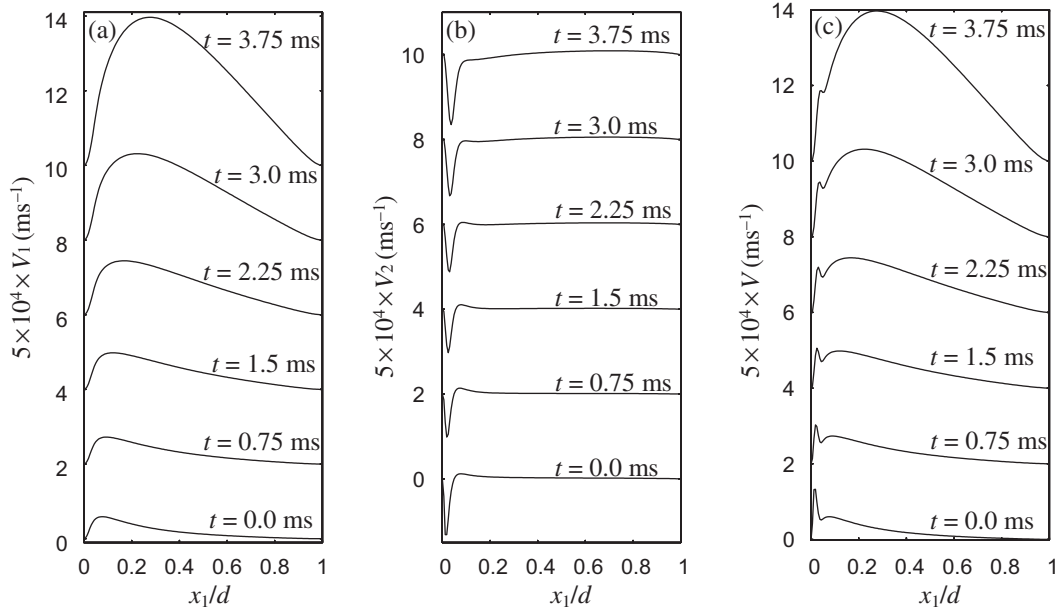 (a)
14
12
10
8
6
4
2
0
5×10⁴×V₁ (ms⁻¹)
t = 3.75 ms
t = 3.0 ms
t = 2.25 ms
t = 1.5 ms
t = 0.75 ms
t = 0.0 ms
0 0.2 0.4 0.6 0.8 1
x₁/d
(b)
10
8
6
4
2
0
5×10⁴×V₂ (ms⁻¹)
t = 3.75 ms
t = 3.0 ms
t = 2.25 ms
t = 1.5 ms
t = 0.75 ms
t = 0.0 ms
0 0.2 0.4 0.6 0.8 1
x₁/d
(c)
14
12
10
8
6
4
2
0
5×10⁴×V (ms⁻¹)
t = 3.75 ms
t = 3.0 ms
t = 2.25 ms
t = 1.5 ms
t = 0.75 ms
t = 0.0 ms
0 0.2 0.4 0.6 0.8 1
x₁/d